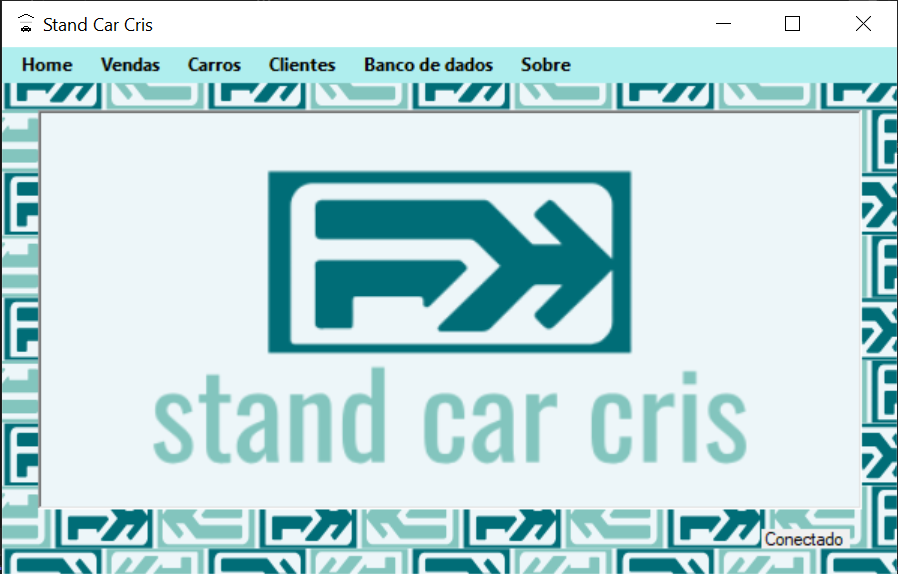 Stand Car Cris
Home Vendas Carros Clientes Banco de dados Sobre
stand car cris
Conectado